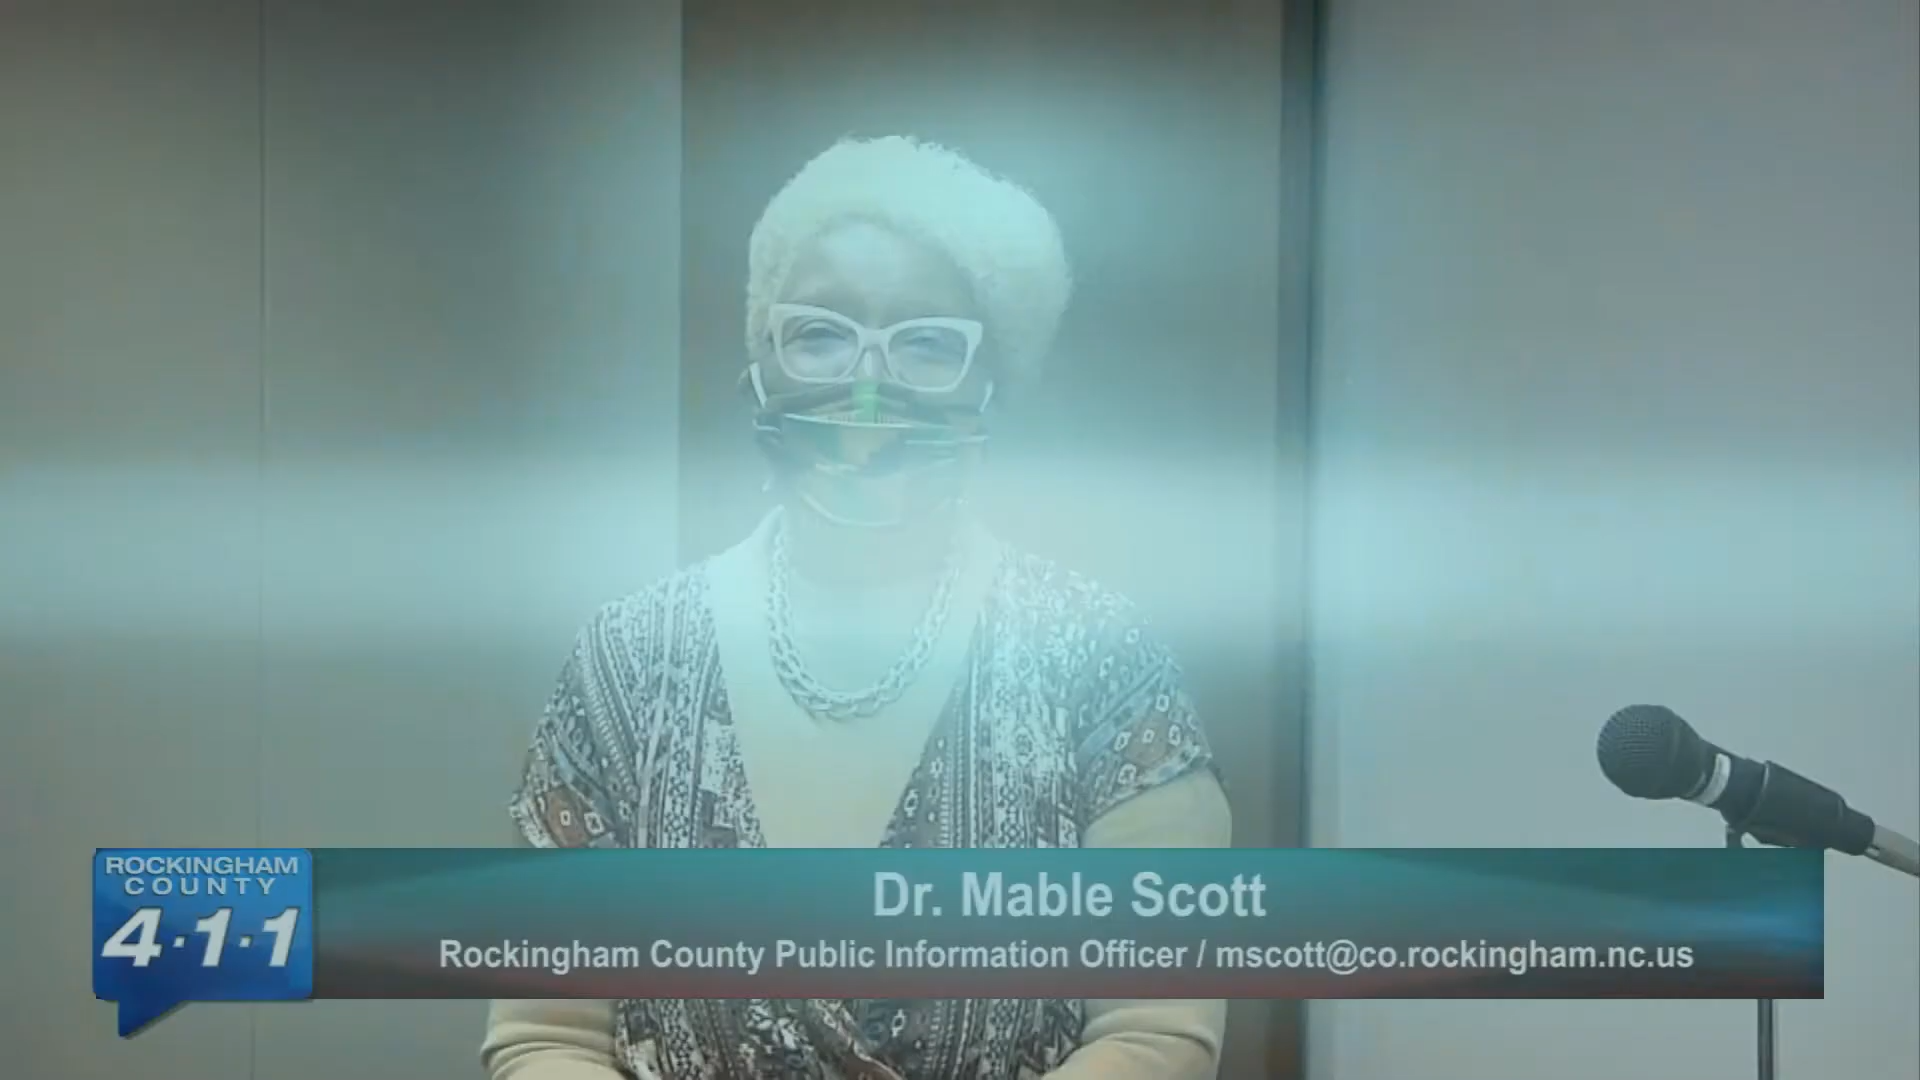 ROCKINGHAM
COUNTY
4·1·1
Dr. Mable Scott
Rockingham County Public Information Officer / mscott@co.rockingham.nc.us